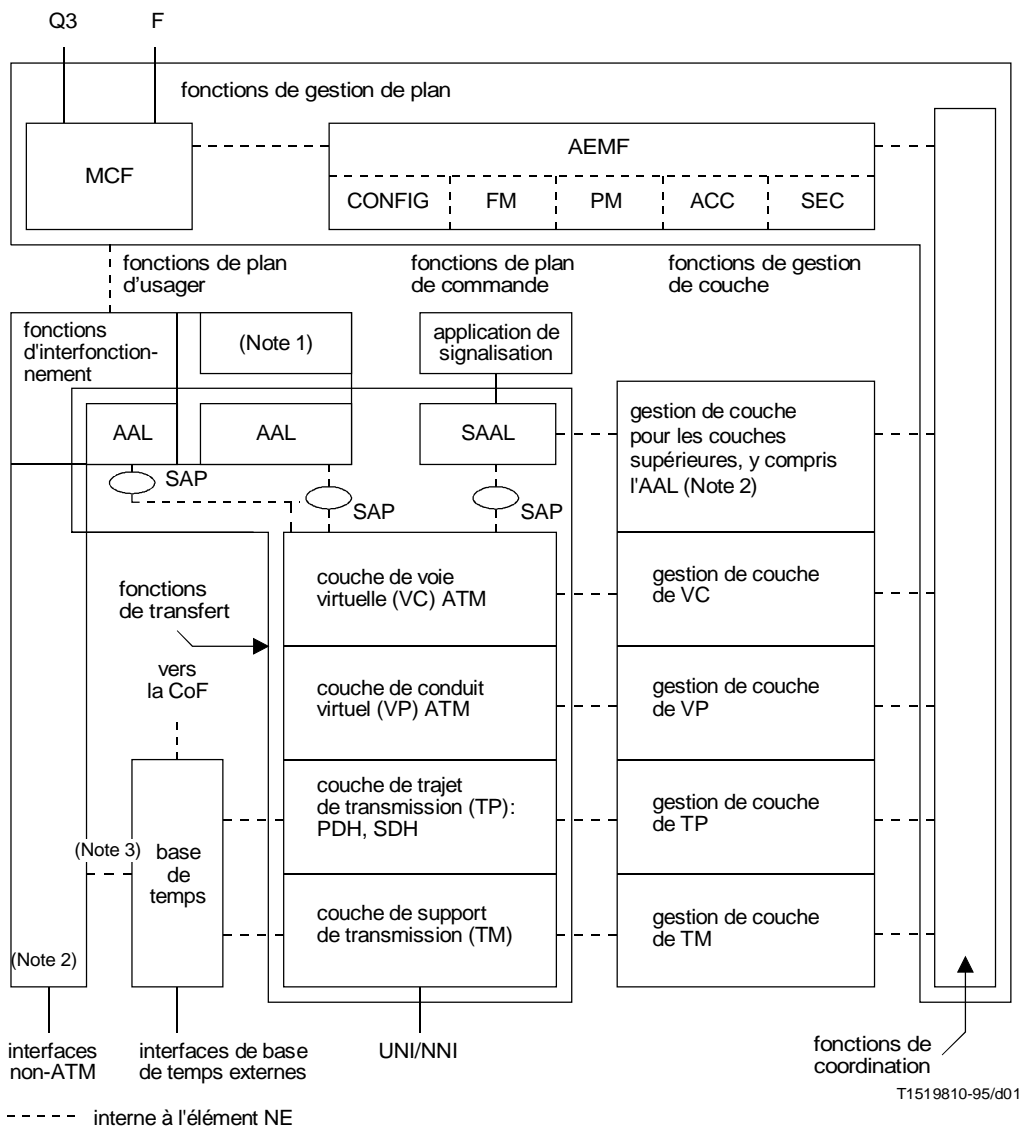 Q3
F
fonctions de gestion de plan
MCF
AEMF
CONFIG
FM
PM
ACC
SEC
fonctions de plan
d'usager
fonctions de plan
de commande
fonctions de gestion
de couche
fonctions
d'interfonction-
nement
(Note 1)
application de
signalisation
AAL
AAL
SAAL
gestion de couche
pour les couches
supérieures, y compris
l'AAL (Note 2)
SAP
SAP
SAP
fonctions
de transfert
couche de voie
virtuelle (VC) ATM
gestion de couche
de VC
vers
la CoF
couche de conduit
virtuel (VP) ATM
gestion de couche
de VP
couche de trajet
de transmission (TP):
PDH, SDH
gestion de couche
de TP
(Note 3)
base
de
temps
couche de support
de transmission (TM)
gestion de couche
de TM
(Note 2)
interfaces
non-ATM
interfaces de base
de temps externes
UNI/NNI
fonctions de
coordination
T1519810-95/d01
interne à l'élément NE